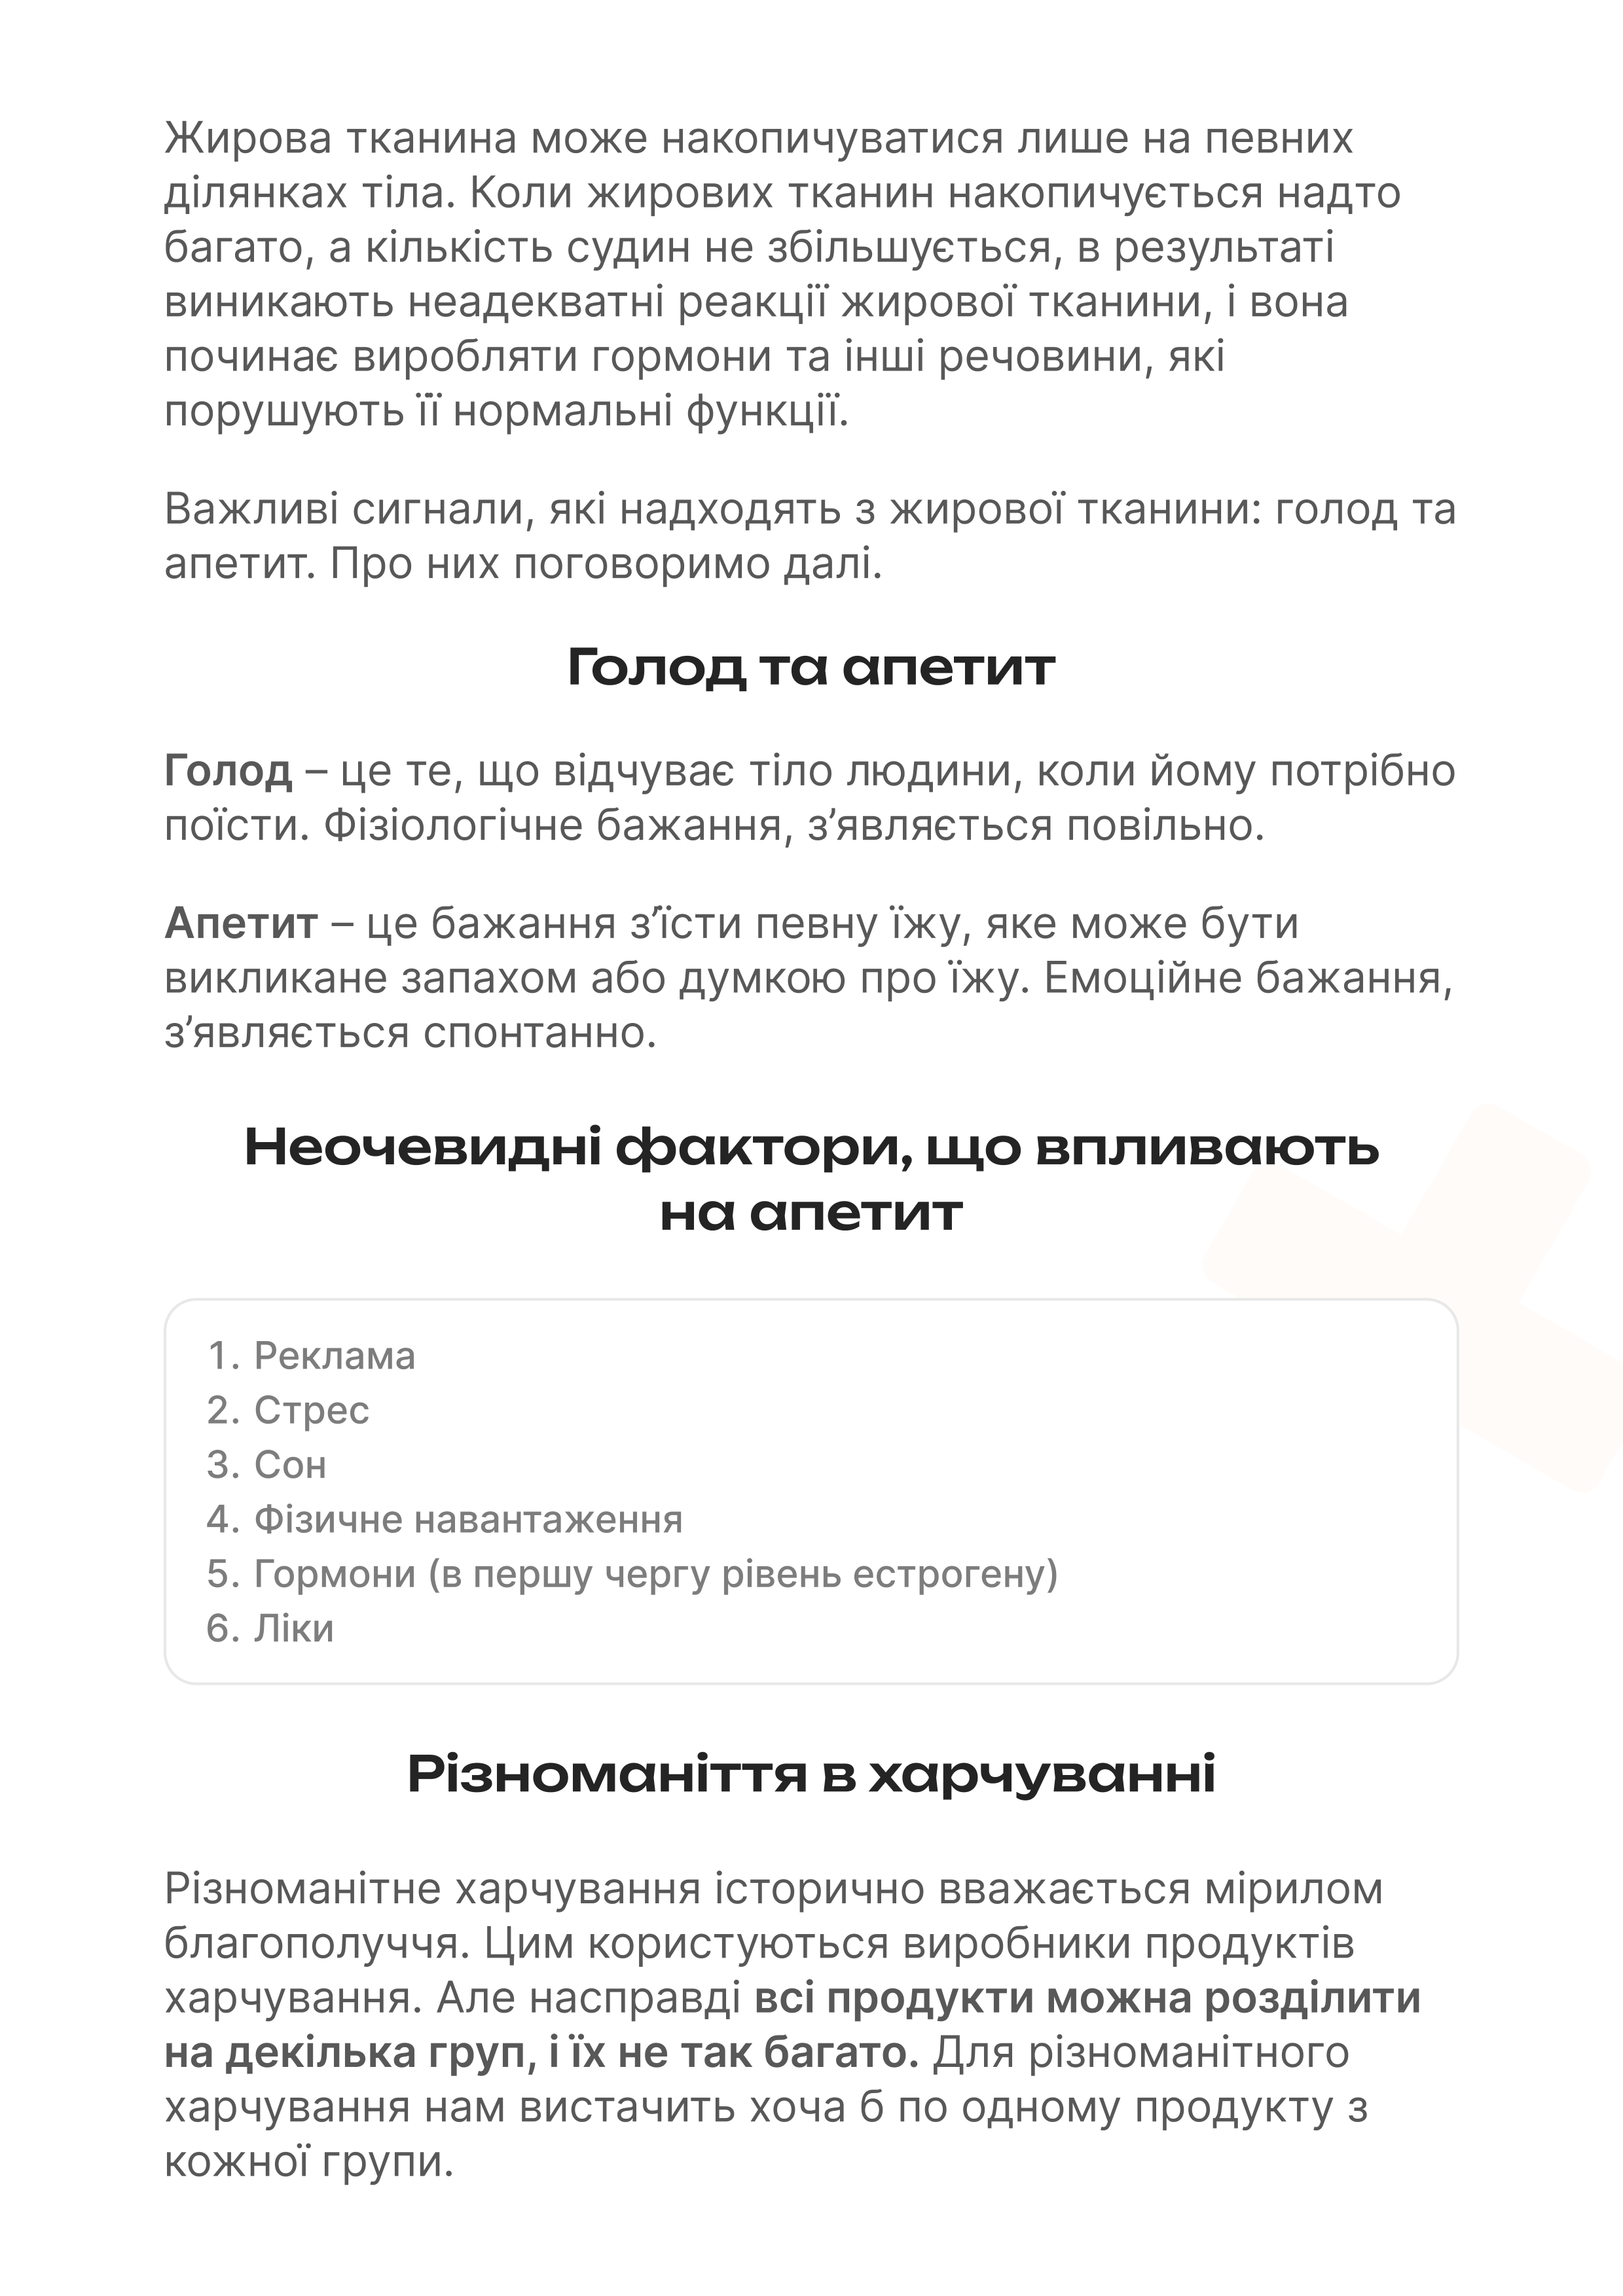 Жирова тканина може накопичуватися лише на певних
ділянках тіла. Коли жирових тканин накопичується надто
багато, а кількість судин не збільшується, в результаті
виникають неадекватні реакції жирової тканини, і вона
починає виробляти гормони та інші речовини, які
порушують її нормальні функції.
Важливі сигнали, які надходять з жирової тканини: голод та
апетит. Про них поговоримо далі.
Голод та апетит
Голод – це те, що відчуває тіло людини, коли йому потрібно
поїсти. Фізіологічне бажання, з’являється повільно.
Апетит – це бажання з’їсти певну їжу, яке може бути
викликане запахом або думкою про їжу. Емоційне бажання,
з’являється спонтанно.
Неочевидні фактори, що впливають
на апетит
1. Реклама
2. Стрес
3. Сон
4. Фізичне навантаження
5. Гормони (в першу чергу рівень естрогену)
6. Ліки
Різноманіття в харчуванні
Різноманітне харчування історично вважається мірилом
благополуччя. Цим користуються виробники продуктів
харчування. Але насправді всі продукти можна розділити
на декілька груп, і їх не так багато. Для різноманітного
харчування нам вистачить хоча б по одному продукту з
кожної групи.